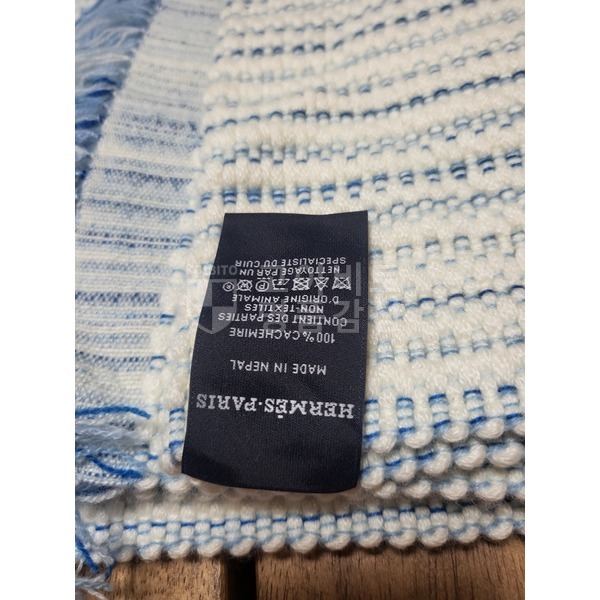 HERMÈS-PARIS
MADE IN NEPAL
100% CACHEMIRE
CONTIENT DES PARTIES
NON-TEXTILES
D'ORIGINE ANIMALE
NETTOYAGE PAR UN
SPECIALISTE DU CUIR